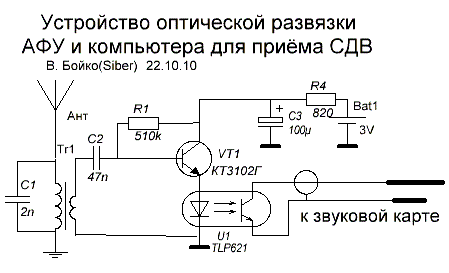 Устройство оптической развязки
АФУ и компьютера для приёма СДВ
В. Бойко(Siber) 22.10.10
Ант
R1
510k
R4
820
Bat1
3V
C3
100μ
+
Tr1
C2
47n
VT1
КТ3102Г
C1
2n
U1
TLP621
к звуковой карте